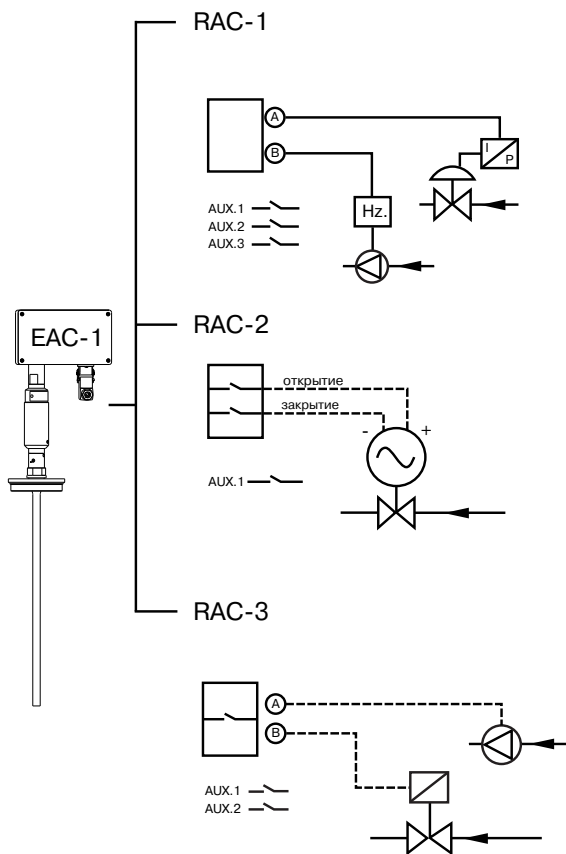 RAC-1
A
B
I
P
Hz.
AUX.1
AUX.2
AUX.3
EAC-1
RAC-2
открытие
закрытие
- +
AUX.1
RAC-3
A
B
AUX.1
AUX.2